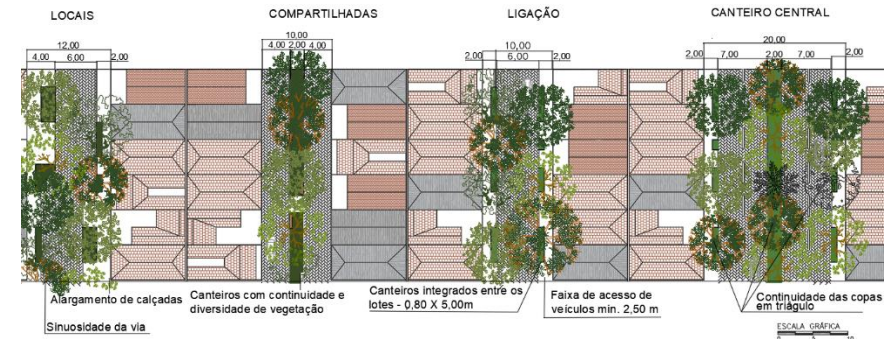 LOCAIS
COMPARTILHADAS
LIGAÇÃO
CANTEIRO CENTRAL
12,00
4,00 6,00 2,00
10,00
4,00 2,00 4,00
10,00
2,00 6,00 2,00
20,00
2,00 7,00 2,00 7,00 2,00
Alargamento de calçadas
Sinuosidade da via
Canteiros com continuidade e
diversidade de vegetação
Canteiros integrados entre os
lotes - 0,80 X 5,00m
Faixa de acesso de
veículos min. 2,50 m
Continuidade das copas
em triângulo
ESCALA GRÁFICA
0 5 10